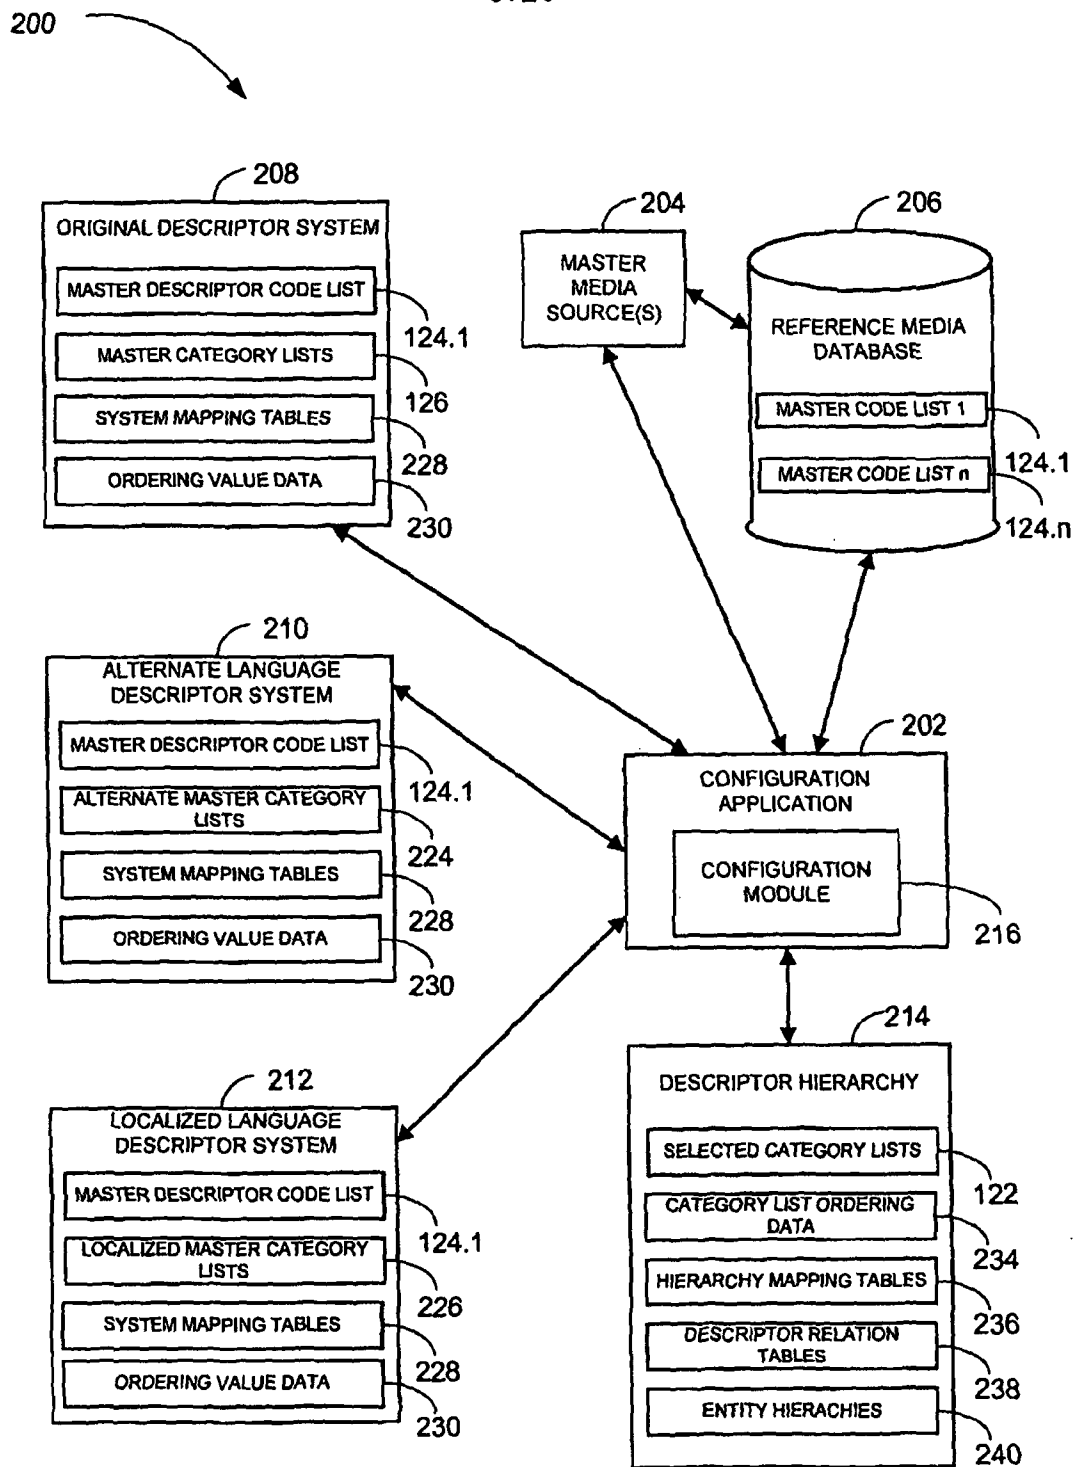 200
208
ORIGINAL DESCRIPTOR SYSTEM
MASTER DESCRIPTOR CODE LIST
124.1
MASTER CATEGORY LISTS
126
SYSTEM MAPPING TABLES
228
ORDERING VALUE DATA
230
204
MASTER
MEDIA
SOURCE(S)
206
REFERENCE MEDIA
DATABASE
MASTER CODE LIST 1
124.1
MASTER CODE LIST n
124.n
210
ALTERNATE LANGUAGE
DESCRIPTOR SYSTEM
MASTER DESCRIPTOR CODE LIST
124.1
ALTERNATE MASTER CATEGORY
LISTS
224
SYSTEM MAPPING TABLES
228
ORDERING VALUE DATA
230
202
CONFIGURATION
APPLICATION
CONFIGURATION
MODULE
216
212
LOCALIZED LANGUAGE
DESCRIPTOR SYSTEM
MASTER DESCRIPTOR CODE LIST
124.1
LOCALIZED MASTER CATEGORY
LISTS
226
SYSTEM MAPPING TABLES
228
ORDERING VALUE DATA
230
214
DESCRIPTOR HIERARCHY
SELECTED CATEGORY LISTS
122
CATEGORY LIST ORDERING
DATA
234
HIERARCHY MAPPING TABLES
236
DESCRIPTOR RELATION
TABLES
238
ENTITY HIERACHIES
240